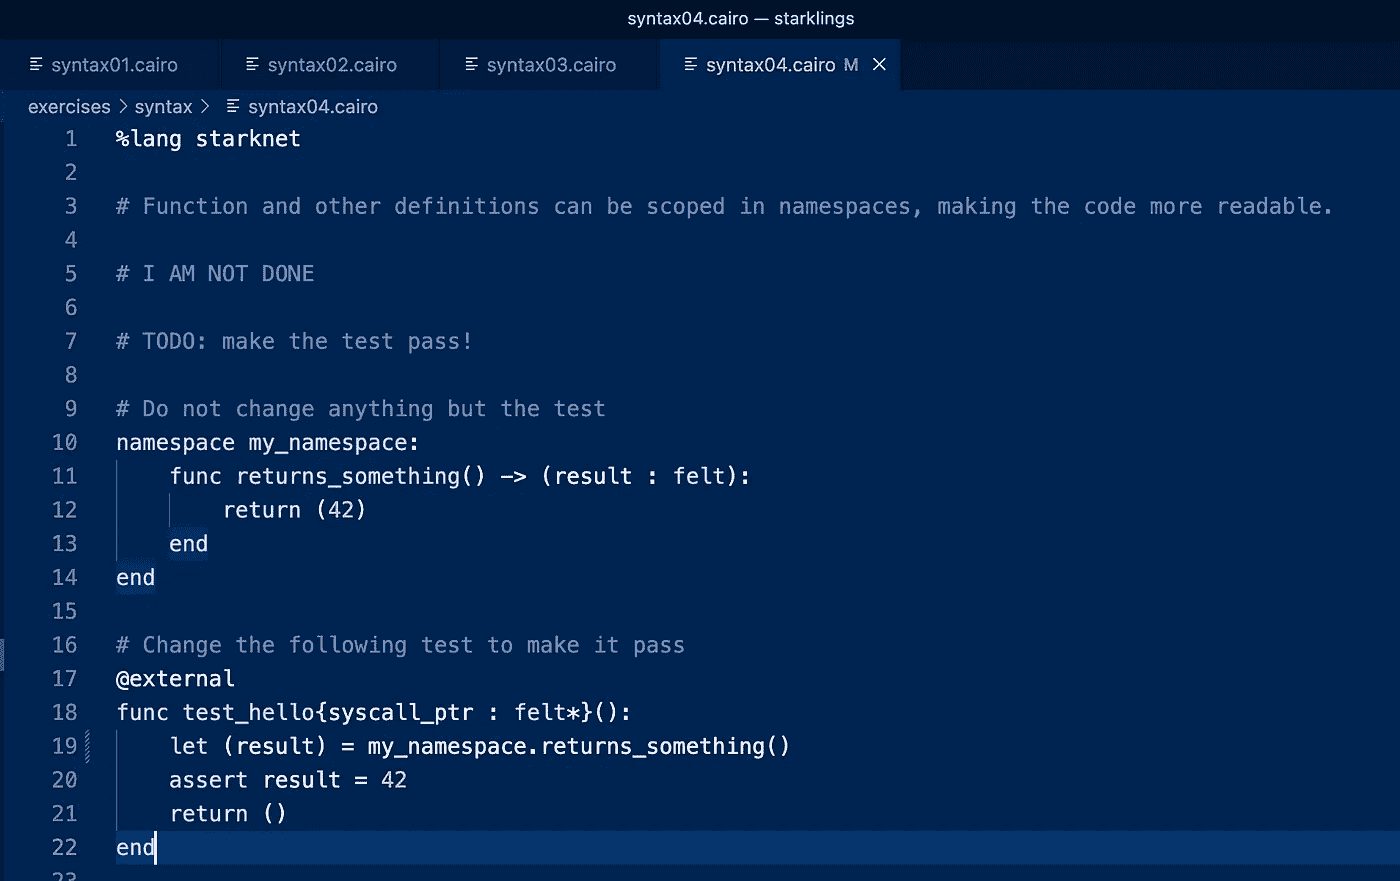 syntax04.cairo — starklings
syntax01.cairo syntax02.cairo syntax03.cairo syntax04.cairo M ×
exercises > syntax > syntax04.cairo
1 %lang starknet
2
3 # Function and other definitions can be scoped in namespaces, making the code more readable.
4
5 # I AM NOT DONE
6
7 # TODO: make the test pass!
8
9 # Do not change anything but the test
10 namespace my_namespace:
11     func returns_something() -> (result : felt):
12         return (42)
13     end
14 end
15
16 # Change the following test to make it pass
17 @external
18 func test_hello{syscall_ptr : felt*}():
19     let (result) = my_namespace.returns_something()
20     assert result = 42
21     return ()
22 end
23